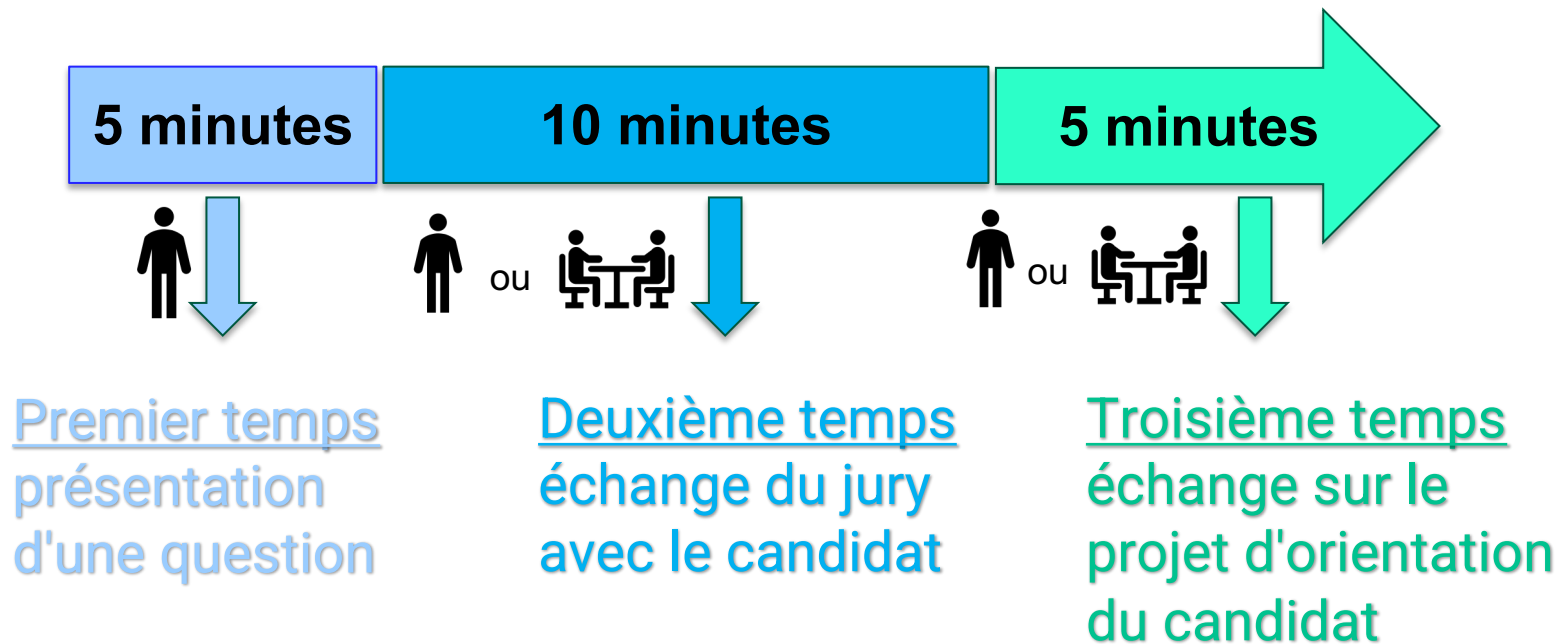 5 minutes
10 minutes
5 minutes
ou
ou
Premier temps
présentation
d'une question
Deuxième temps
échange du jury
avec le candidat
Troisième temps
échange sur le
projet d'orientation
du candidat